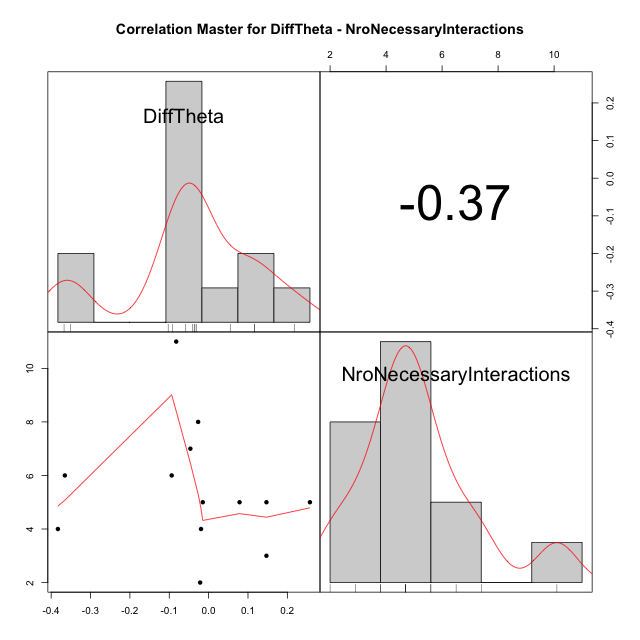 Correlation Master for DiffTheta - NroNecessaryInteractions
2 4 6 8 10
DiffTheta
-0.37
0.2
0.1
0.0
-0.1
-0.2
-0.3
-0.4
NroNecessaryInteractions
10
8
6
4
2
-0.4 -0.3 -0.2 -0.1 0.0 0.1 0.2